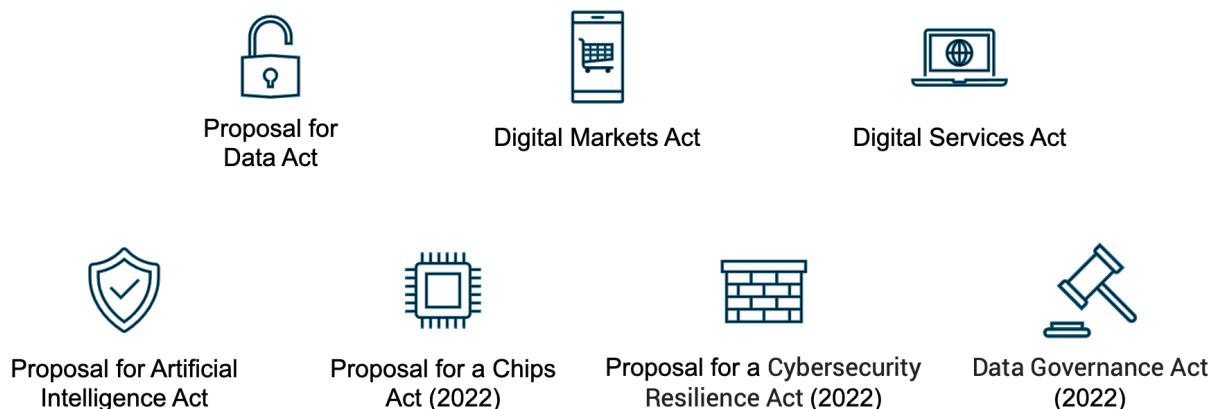 Proposal for
Data Act
Digital Markets Act
Digital Services Act
Proposal for Artificial
Intelligence Act
Proposal for a Chips
Act (2022)
Proposal for a Cybersecurity
Resilience Act (2022)
Data Governance Act
(2022)